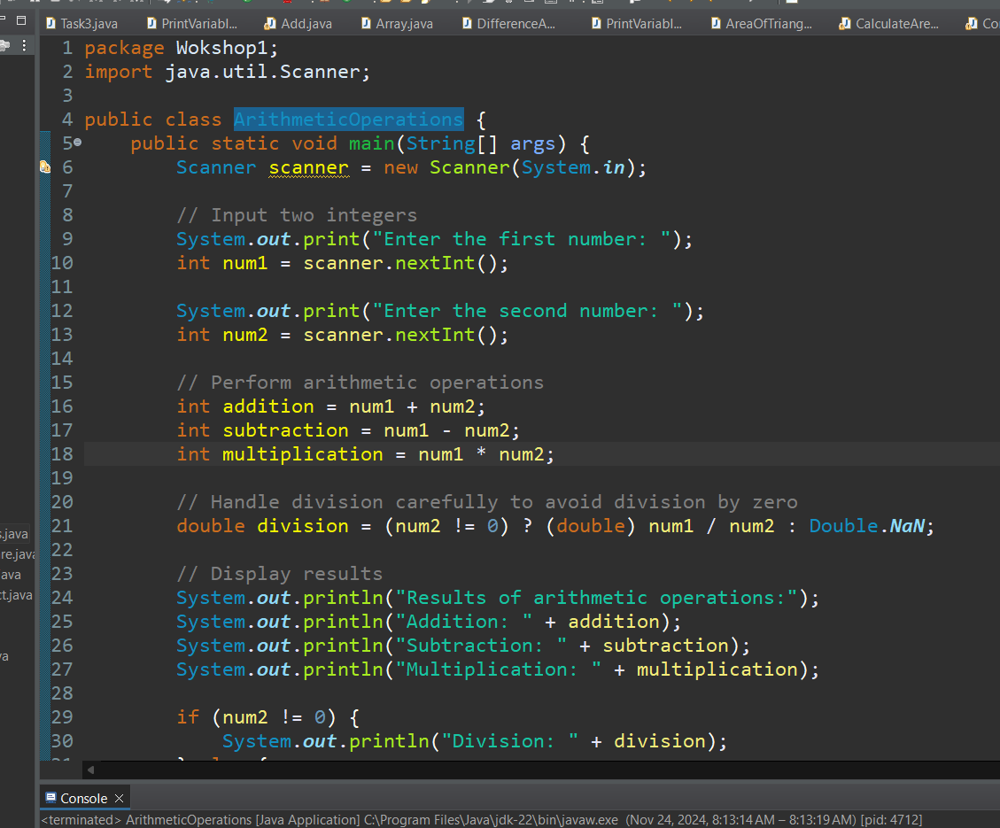 Task3.java PrintVariabl... Add.java Array.java DifferenceA... PrintVariabl... AreaOfTriang... CalculateAre... Co
1 package Wokshop1;
2 import java.util.Scanner;
3
4 public class ArithmeticOperations {
5 public static void main(String[] args) {
6 Scanner scanner = new Scanner(System.in);
7
8 // Input two integers
9 System.out.print("Enter the first number: ");
10 int num1 = scanner.nextInt();
11
12 System.out.print("Enter the second number: ");
13 int num2 = scanner.nextInt();
14
15 // Perform arithmetic operations
16 int addition = num1 + num2;
17 int subtraction = num1 - num2;
18 int multiplication = num1 * num2;
19
20 // Handle division carefully to avoid division by zero
21 double division = (num2 != 0) ? (double) num1 / num2 : Double.NaN;
s.java
22
re.java
23 // Display results
ava
24 System.out.println("Results of arithmetic operations:");
ct.java
25 System.out.println("Addition: " + addition);
26 System.out.println("Subtraction: " + subtraction);
va
27 System.out.println("Multiplication: " + multiplication);
28
29 if (num2 != 0) {
30 System.out.println("Division: " + division);
Console
<terminated> ArithmeticOperations [Java Application] C:\Program Files\Java\jdk-22\bin\javaw.exe (Nov 24, 2024, 8:13:14 AM – 8:13:19 AM) [pid: 4712]